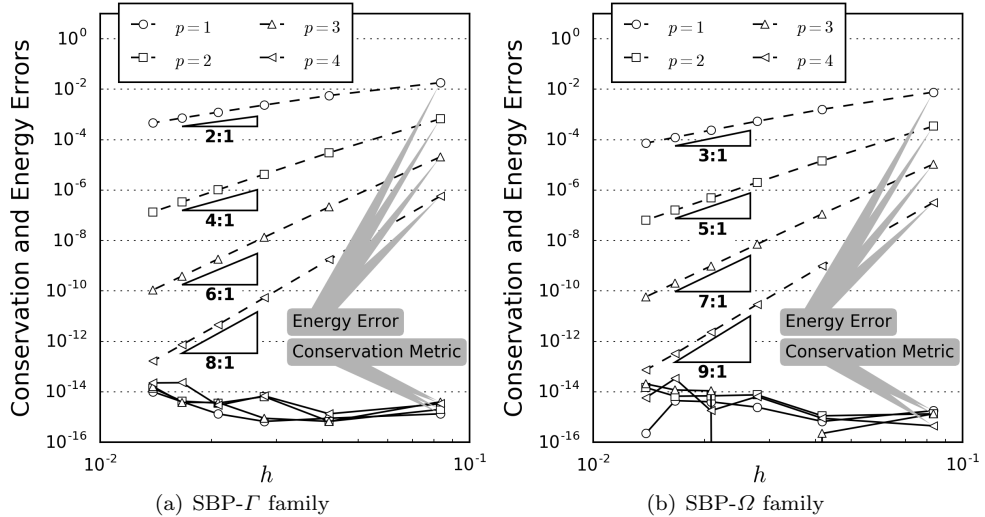 p = 1
p = 3
p = 2
p = 4
Conservation and Energy Errors
10^0
10^-2
10^-4
10^-6
10^-8
10^-10
10^-12
10^-14
10^-16
2:1
4:1
6:1
8:1
Energy Error
Conservation Metric
10^-2
10^-1
h
(a) SBP-Γ family
p = 1
p = 3
p = 2
p = 4
Conservation and Energy Errors
10^0
10^-2
10^-4
10^-6
10^-8
10^-10
10^-12
10^-14
10^-16
3:1
5:1
7:1
9:1
Energy Error
Conservation Metric
10^-2
10^-1
h
(b) SBP-Ω family